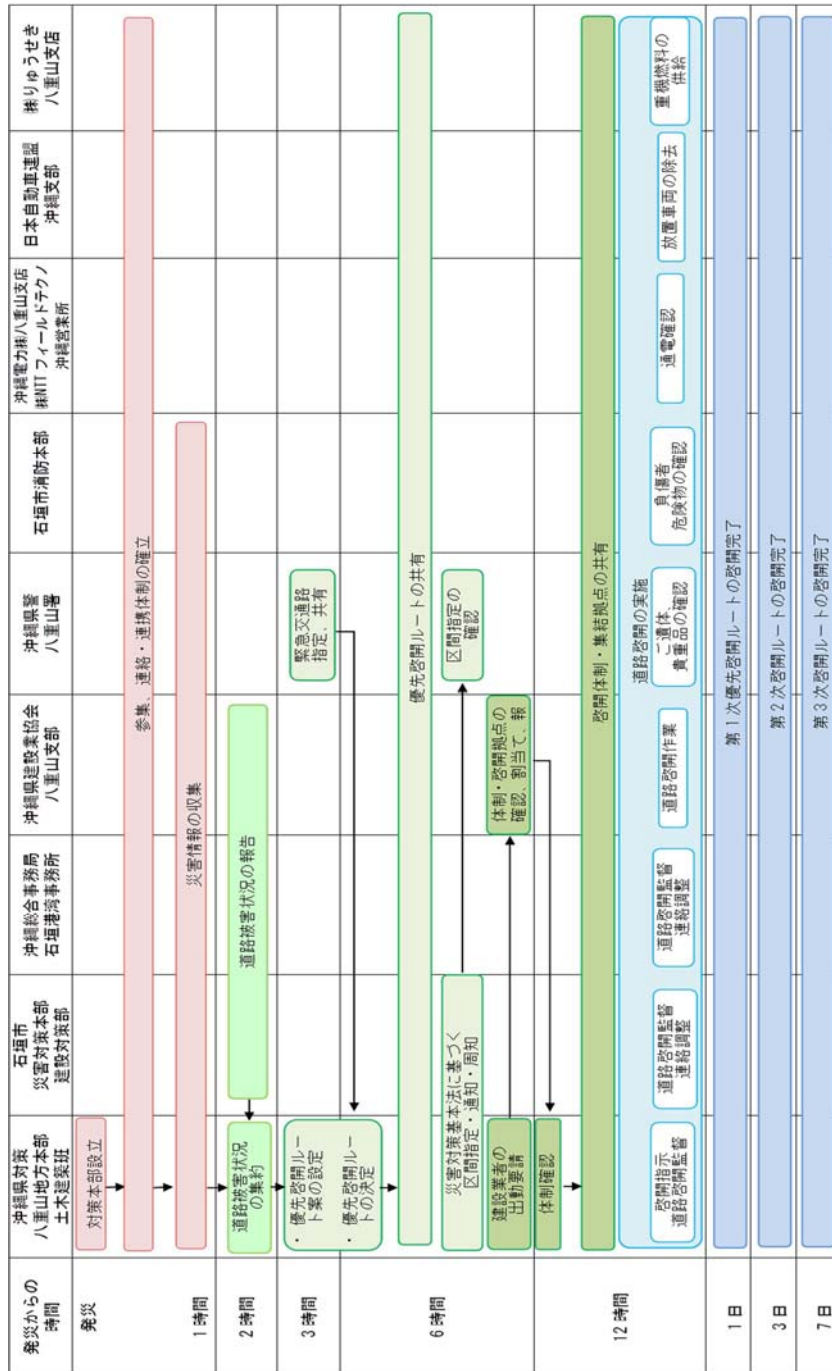 発災からの
時間
沖縄県対策
八重山地方本部
土木建築班
石垣市
災害対策本部
建設対策部
沖縄総合事務局
石垣港湾事務所
沖縄県建設業協会
八重山支部
沖縄県警
八重山署
石垣市消防本部
沖縄電力㈱八重山支店
㈱NTTフィールドテクノ
沖縄営業所
日本自動車連盟
沖縄支部
㈱りゅうせき
八重山支店
発災
対策本部設立
参集、連絡・連携体制の確立
1時間
災害情報の収集
2時間
道路被害状況
の集約
道路被害状況の報告
3時間
・ 優先啓開ルー
ト案の設定
緊急交通路
指定、共有
・ 優先啓開ルー
トの決定
6時間
優先啓開ルートの共有
災害対策基本法に基づく
区間指定・通知・周知
区間指定の
確認
建設業者の
出動要請
体制・啓開拠点の
確認、割当て、報
体制確認
12時間
啓開体制・集結拠点の共有
道路啓開の実施
啓開指示
道路啓開監督
道路啓開監督
連絡調整
道路啓開監督
連絡調整
道路啓開作業
ご遺体、
貴重品の確認
負傷者
危険物の確認
通電確認
放置車両の除去
重機燃料の
供給
1日
第1次優先啓開ルートの啓開完了
3日
第2次啓開ルートの啓開完了
7日
第3次啓開ルートの啓開完了